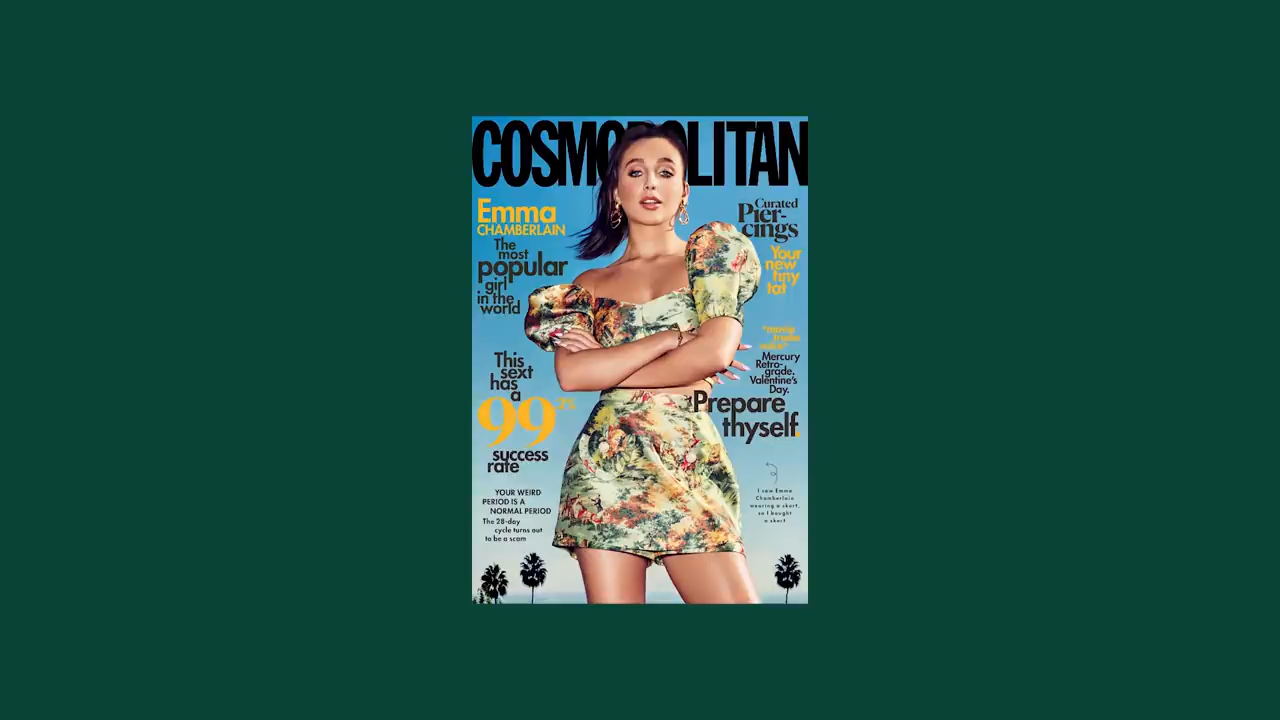 COSMOPOLITAN
Emma
CHAMBERLAIN
The
most
popular
girl
in the
world
This
sext
has
a
99
success
rate
YOUR WEIRD
PERIOD IS A
NORMAL PERIOD
The 28-day
cycle turns out
to be a scam
Curated
Pier-
cings
Your
new
tiny
tat
Mercury
Retro-
grade.
Valentine's
Day.
Prepare
thyself.
I saw Emma
Chamberlain
wearing a skort,
so I bought
a skort